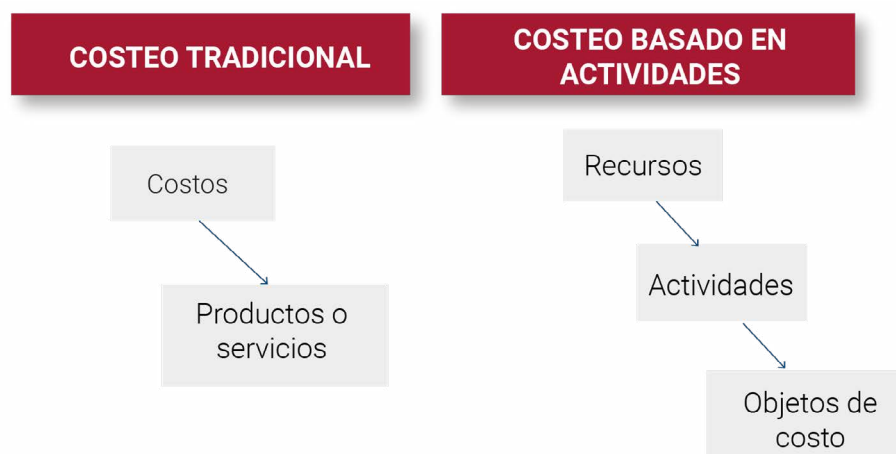 COSTEO TRADICIONAL
COSTEO BASADO EN
ACTIVIDADES
Costos
Productos o
servicios
Recursos
Actividades
Objetos de
costo